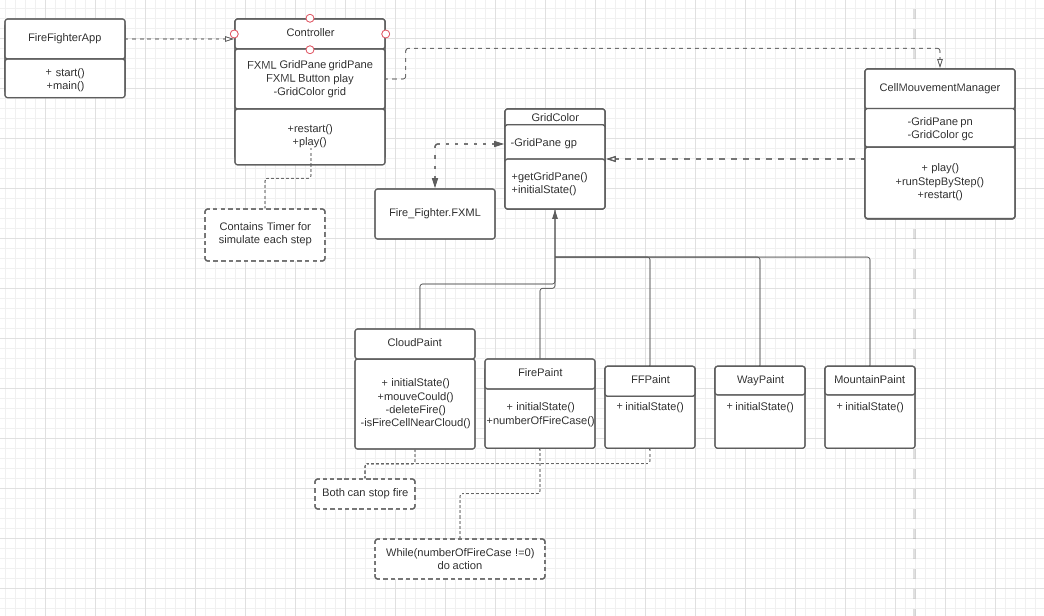 FireFighterApp
+ start()
+main()
Controller
FXML GridPane gridPane
FXML Button play
-GridColor grid
+restart()
+play()
Contains Timer for
simulate each step
GridColor
-GridPane gp
+getGridPane()
+initialState()
Fire_Fighter.FXML
CellMouvementManager
-GridPane pn
-GridColor gc
+ play()
+runStepByStep()
+restart()
CloudPaint
+ initialState()
+mouveCould()
-deleteFire()
-isFireCellNearCloud()
FirePaint
+ initialState()
+numberOfFireCase()
FFPaint
+ initialState()
WayPaint
+ initialState()
MountainPaint
+ initialState()
Both can stop fire
While(numberOfFireCase !=0)
do action